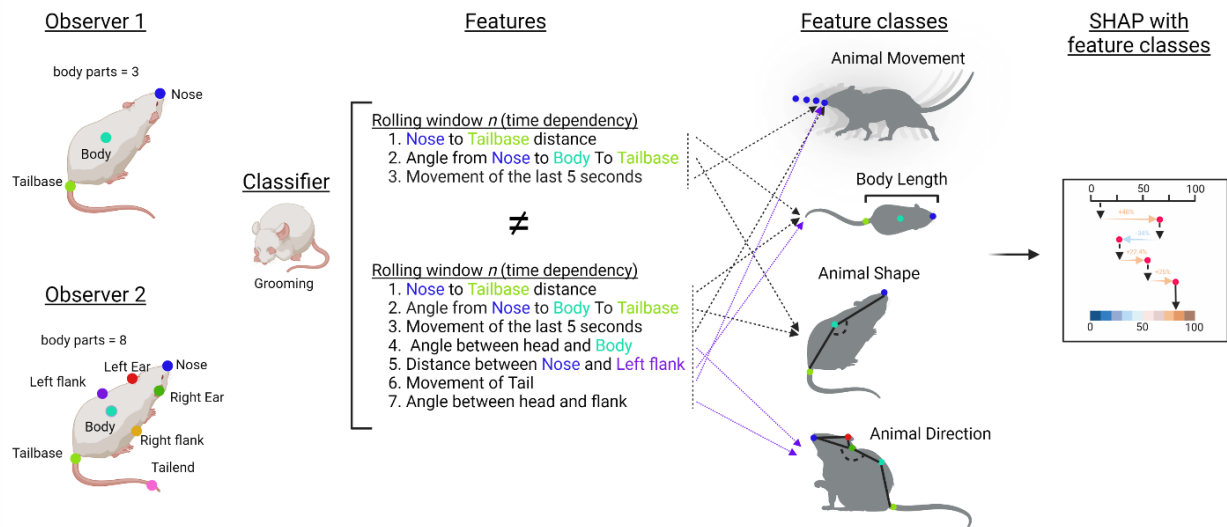 Observer 1
body parts = 3
Nose
Body
Tailbase
Observer 2
body parts = 8
Left Ear
Nose
Left flank
Right Ear
Body
Right flank
Tailbase
Tailend
Classifier
Grooming
Features
Rolling window n (time dependency)
1. Nose to Tailbase distance
2. Angle from Nose to Body To Tailbase
3. Movement of the last 5 seconds
≠
Rolling window n (time dependency)
1. Nose to Tailbase distance
2. Angle from Nose to Body To Tailbase
3. Movement of the last 5 seconds
4. Angle between head and Body
5. Distance between Nose and Left flank
6. Movement of Tail
7. Angle between head and flank
Feature classes
Animal Movement
Body Length
Animal Shape
Animal Direction
SHAP with
feature classes
0 50 100
0 50 100